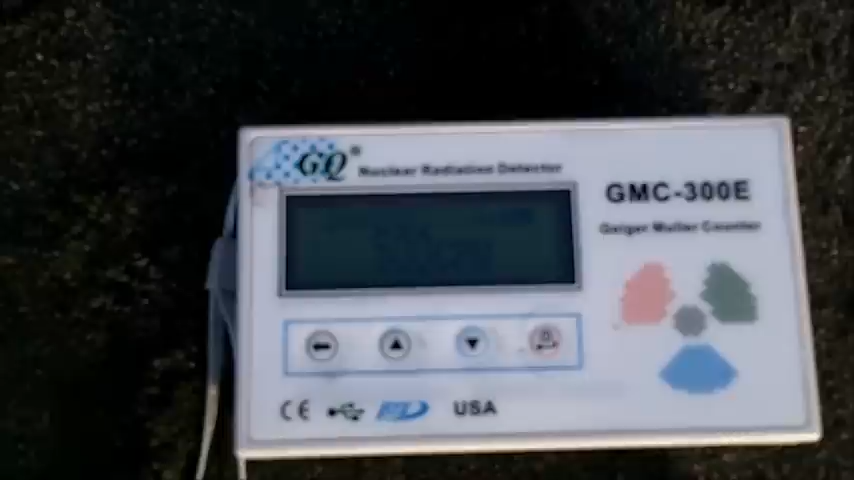 GQ®
Nuclear Radiation Detector
GMC-300E
Geiger Muller Counter
CE
USA